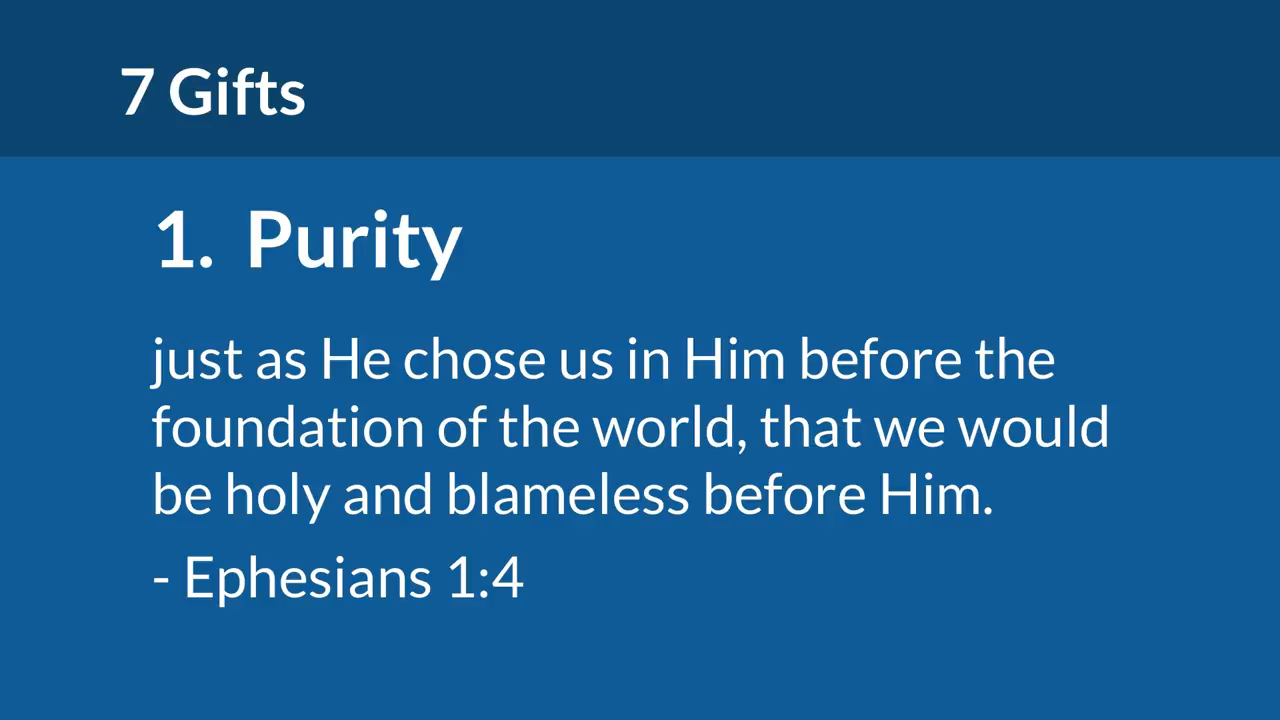 7 Gifts
1. Purity
just as He chose us in Him before the
foundation of the world, that we would
be holy and blameless before Him.
- Ephesians 1:4